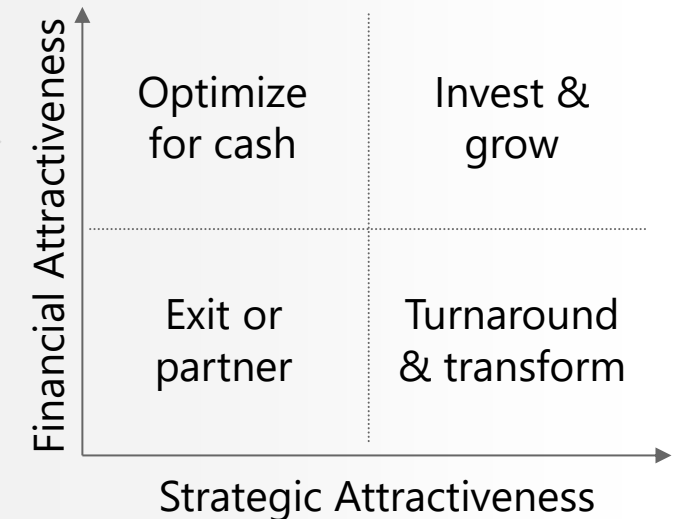 Financial Attractiveness
Optimize
for cash
Invest &
grow
Exit or
partner
Turnaround
& transform
Strategic Attractiveness